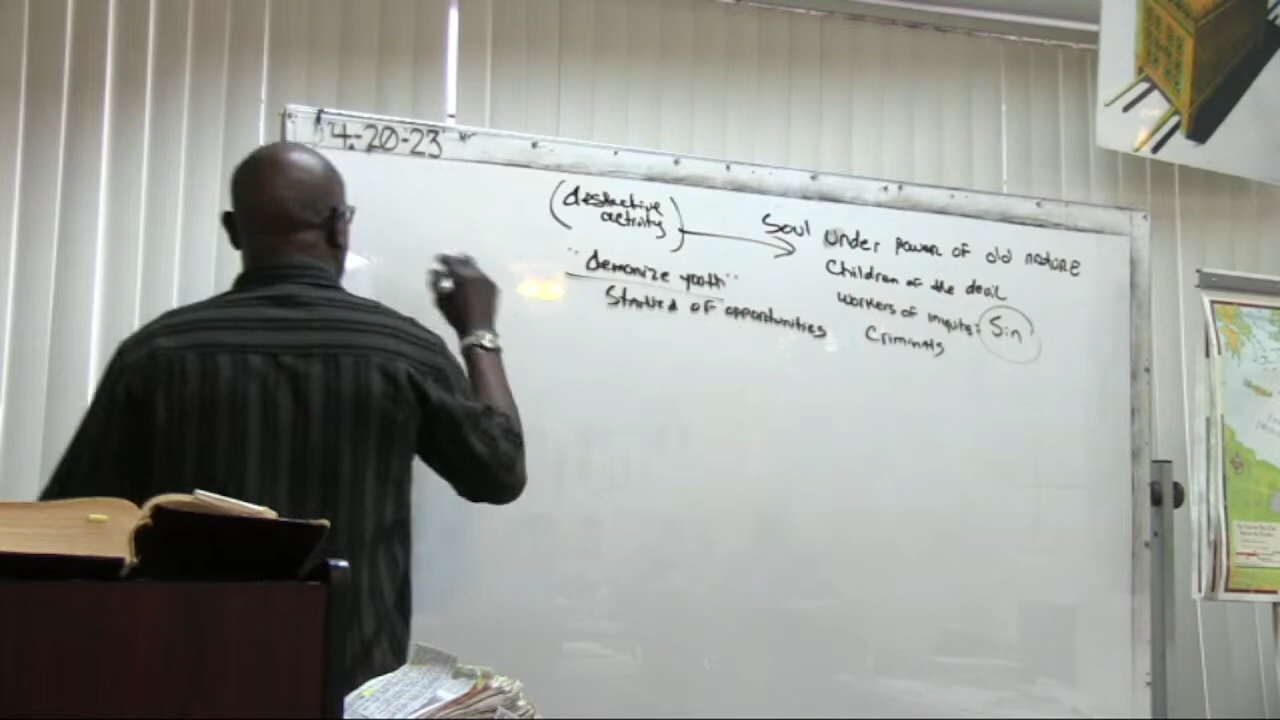 4-20-23
(destructive
activity)
Soul under power of old nature
Children of the devil
Workers of iniquity: Sin
Criminals
"demonize youth"
Starved of opportunities